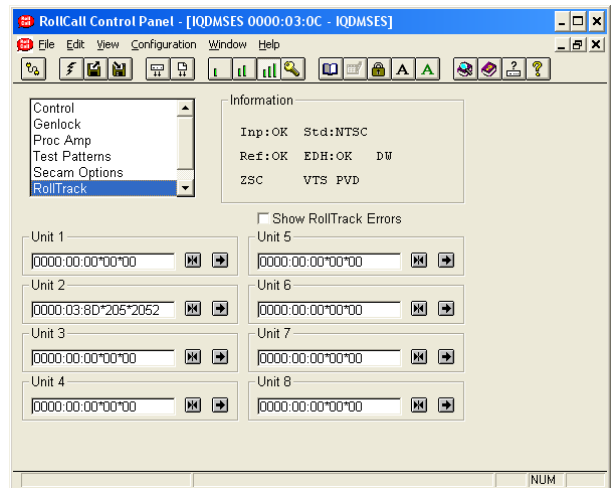 RollCall Control Panel - [IQDMSES 0000:03:0C - IQDMSES]
File Edit View Configuration Window Help
A A
Control
Genlock
Proc Amp
Test Patterns
Secam Options
RollTrack
Information
Inp:OK Std:NTSC
Ref:OK EDH:OK DW
ZSC VTS PVD
Show RollTrack Errors
Unit 1
0000:00:00*00*00
Unit 5
0000:00:00*00*00
Unit 2
0000:03:8D*205*2052
Unit 6
0000:00:00*00*00
Unit 3
0000:00:00*00*00
Unit 7
0000:00:00*00*00
Unit 4
0000:00:00*00*00
Unit 8
0000:00:00*00*00
NUM